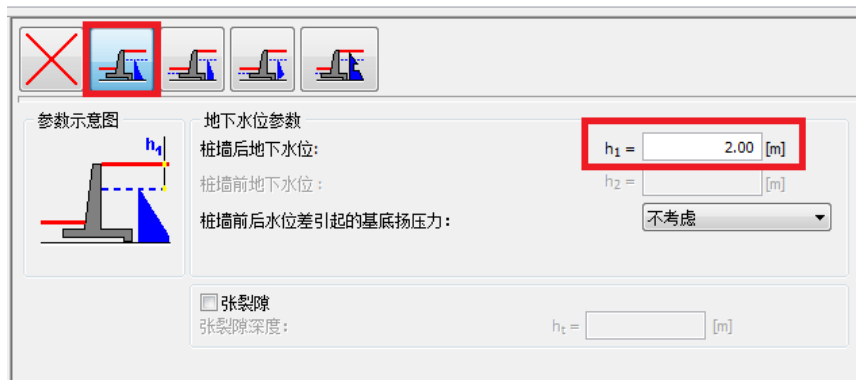 参数示意图
h₁
地下水位参数
桩墙后地下水位: h₁ = 2.00 [m]
桩墙前地下水位: h₂ = [m]
桩墙前后水位差引起的基底扬压力: 不考虑
张裂隙
张裂隙深度: hₜ = [m]